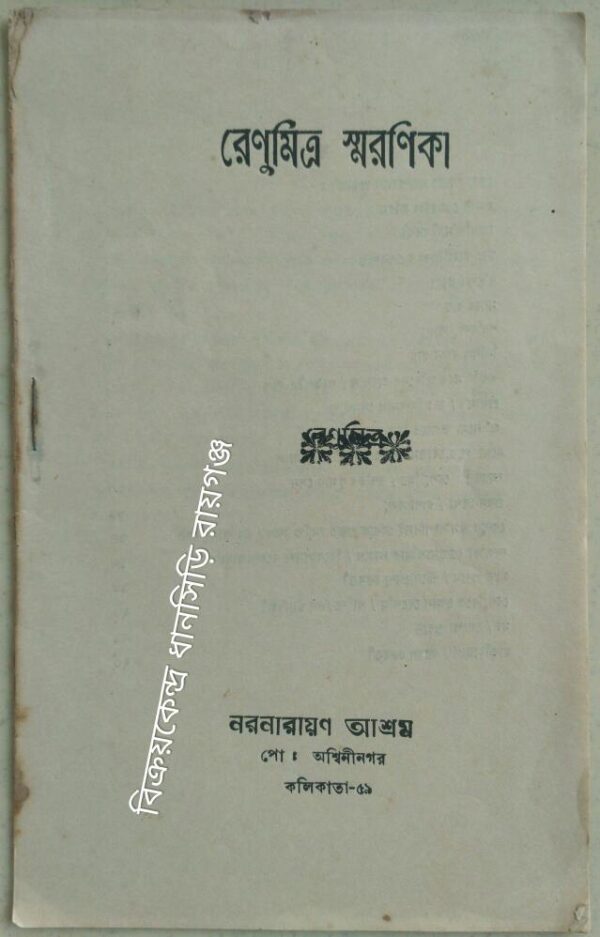 রেণুমিত্র স্মরণিকা
রেণুমিত্র
বিক্রয়কেন্দ্র ধানসিড়ি রায়গঞ্জ
নরনারায়ণ আশ্রম
পো : অশ্বিনীনগর
কলিকাতা-৫৯